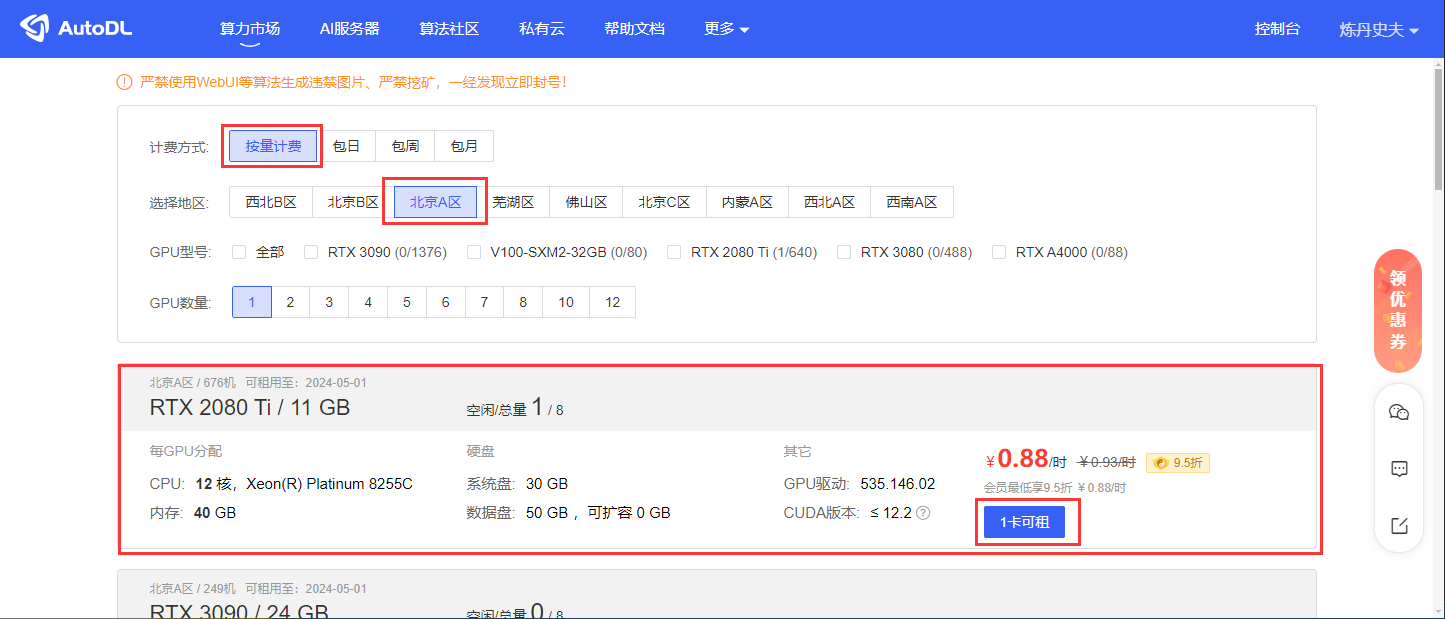 AutoDL 算力市场 AI服务器 算法社区 私有云 帮助文档 更多 控制台 炼丹史夫
严禁使用WebUI等算法生成违禁图片、严禁挖矿，一经发现立即封号！
计费方式: 按量计费 包日 包周 包月
选择地区: 西北B区 北京B区 北京A区 芜湖区 佛山区 北京C区 内蒙A区 西北A区 西南A区
GPU型号: 全部 RTX 3090 (0/1376) V100-SXM2-32GB (0/80) RTX 2080 Ti (1/640) RTX 3080 (0/488) RTX A4000 (0/88)
GPU数量: 1 2 3 4 5 6 7 8 10 12
领优惠券
北京A区 / 676机 可租用至：2024-05-01
RTX 2080 Ti / 11 GB 空闲/总量 1 / 8
每GPU分配 硬盘 其它 ￥0.88/时 ￥0.93/时 9.5折
CPU: 12 核，Xeon(R) Platinum 8255C 系统盘: 30 GB GPU驱动: 535.146.02 会员最低享9.5折 ￥0.88/时
内存: 40 GB 数据盘: 50 GB ，可扩容 0 GB CUDA版本: ≤ 12.2 1卡可租
北京A区 / 249机 可租用至：2024-05-01
RTX 3090 / 24 GB 空闲/总量 0 / 8